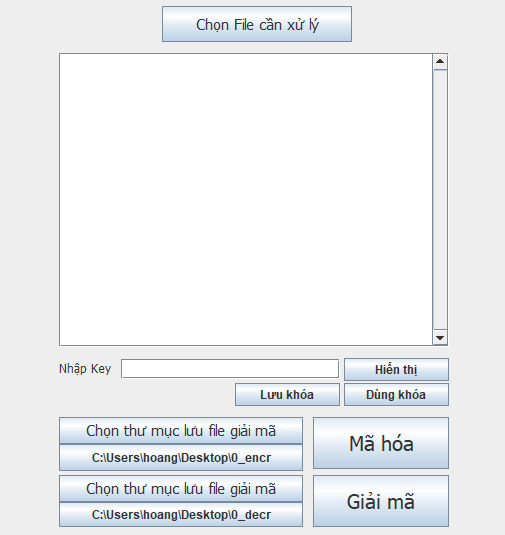 Chọn File cần xử lý
Nhập Key
Hiển thị
Lưu khóa
Dùng khóa
Chọn thư mục lưu file giải mã
C:\Users\hoang\Desktop\0_encr
Mã hóa
Chọn thư mục lưu file giải mã
C:\Users\hoang\Desktop\0_decr
Giải mã